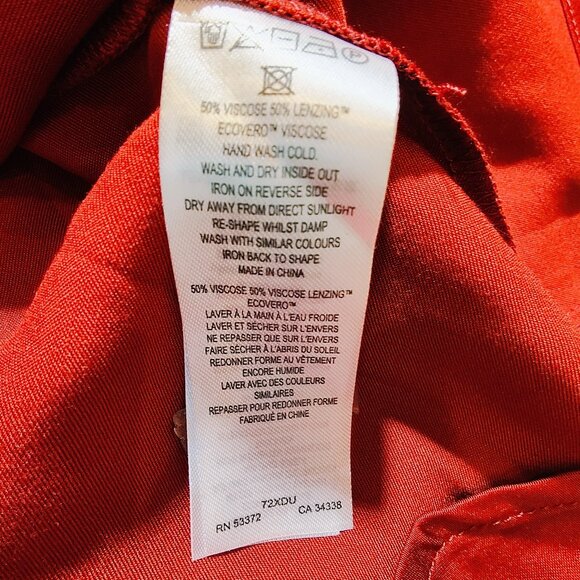 50% VISCOSE 50% LENZING™
ECOVERO™ VISCOSE
HAND WASH COLD.
WASH AND DRY INSIDE OUT
IRON ON REVERSE SIDE
DRY AWAY FROM DIRECT SUNLIGHT
RE-SHAPE WHILST DAMP
WASH WITH SIMILAR COLOURS
IRON BACK TO SHAPE
MADE IN CHINA
50% VISCOSE 50% VISCOSE LENZING™
ECOVERO™
LAVER À LA MAIN À L'EAU FROIDE
LAVER ET SÉCHER SUR L'ENVERS
NE REPASSER QUE SUR L'ENVERS
FAIRE SÉCHER À L'ABRIS DU SOLEIL
REDONNER FORME AU VÊTEMENT
ENCORE HUMIDE
LAVER AVEC DES COULEURS
SIMILAIRES
REPASSER POUR REDONNER FORME
FABRIQUÉ EN CHINE
72XDU
RN 53372 CA 34338